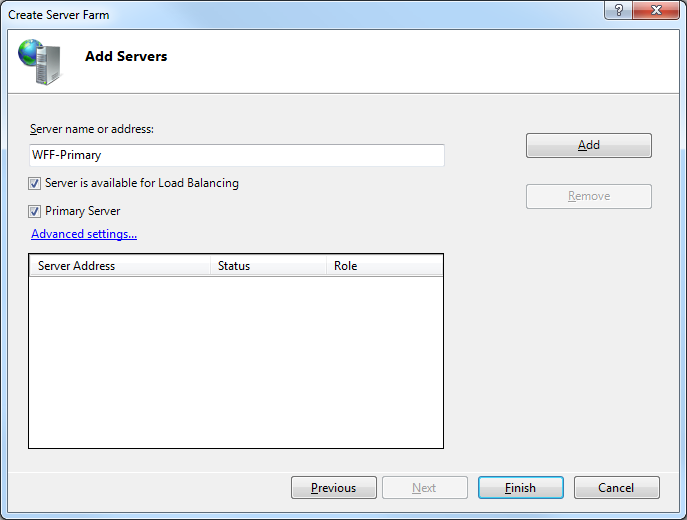 Create Server Farm
?
Add Servers
Server name or address:
WFF-Primary
Add
Server is available for Load Balancing
Remove
Primary Server
Advanced settings...
Server Address Status Role
Previous Next Finish Cancel